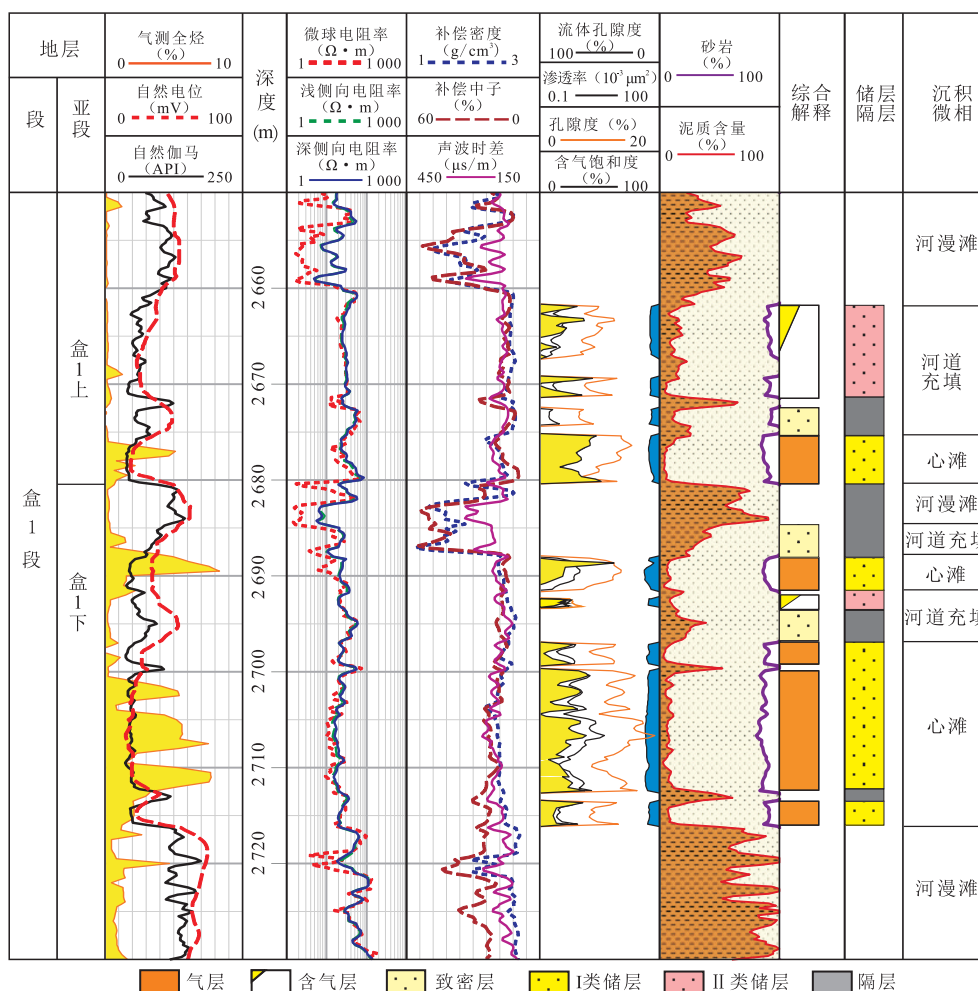 地层
段
亚段
气测全烃
(%)
0 10
自然电位
(mV)
0 100
自然伽马
(API)
0 250
深度
(m)
微球电阻率
(Ω·m)
1 1 000
浅侧向电阻率
(Ω·m)
1 1 000
深侧向电阻率
(Ω·m)
1 1 000
补偿密度
(g/cm³)
1 3
补偿中子
(%)
60 0
声波时差
(μs/m)
450 150
流体孔隙度
(%)
100 0
渗透率 (10⁻³ μm²)
0.1 100
孔隙度 (%)
0 20
含气饱和度
(%)
0 100
砂岩
(%)
0 100
泥质含量
(%)
0 100
综合
解释
储层
隔层
沉积
微相
盒1段
盒1上
盒1下
2 660
2 670
2 680
2 690
2 700
2 710
2 720
河漫滩
河道
充填
心滩
河漫滩
河道充填
心滩
河道充填
心滩
河漫滩
气层 含气层 致密层 I类储层 II类储层 隔层